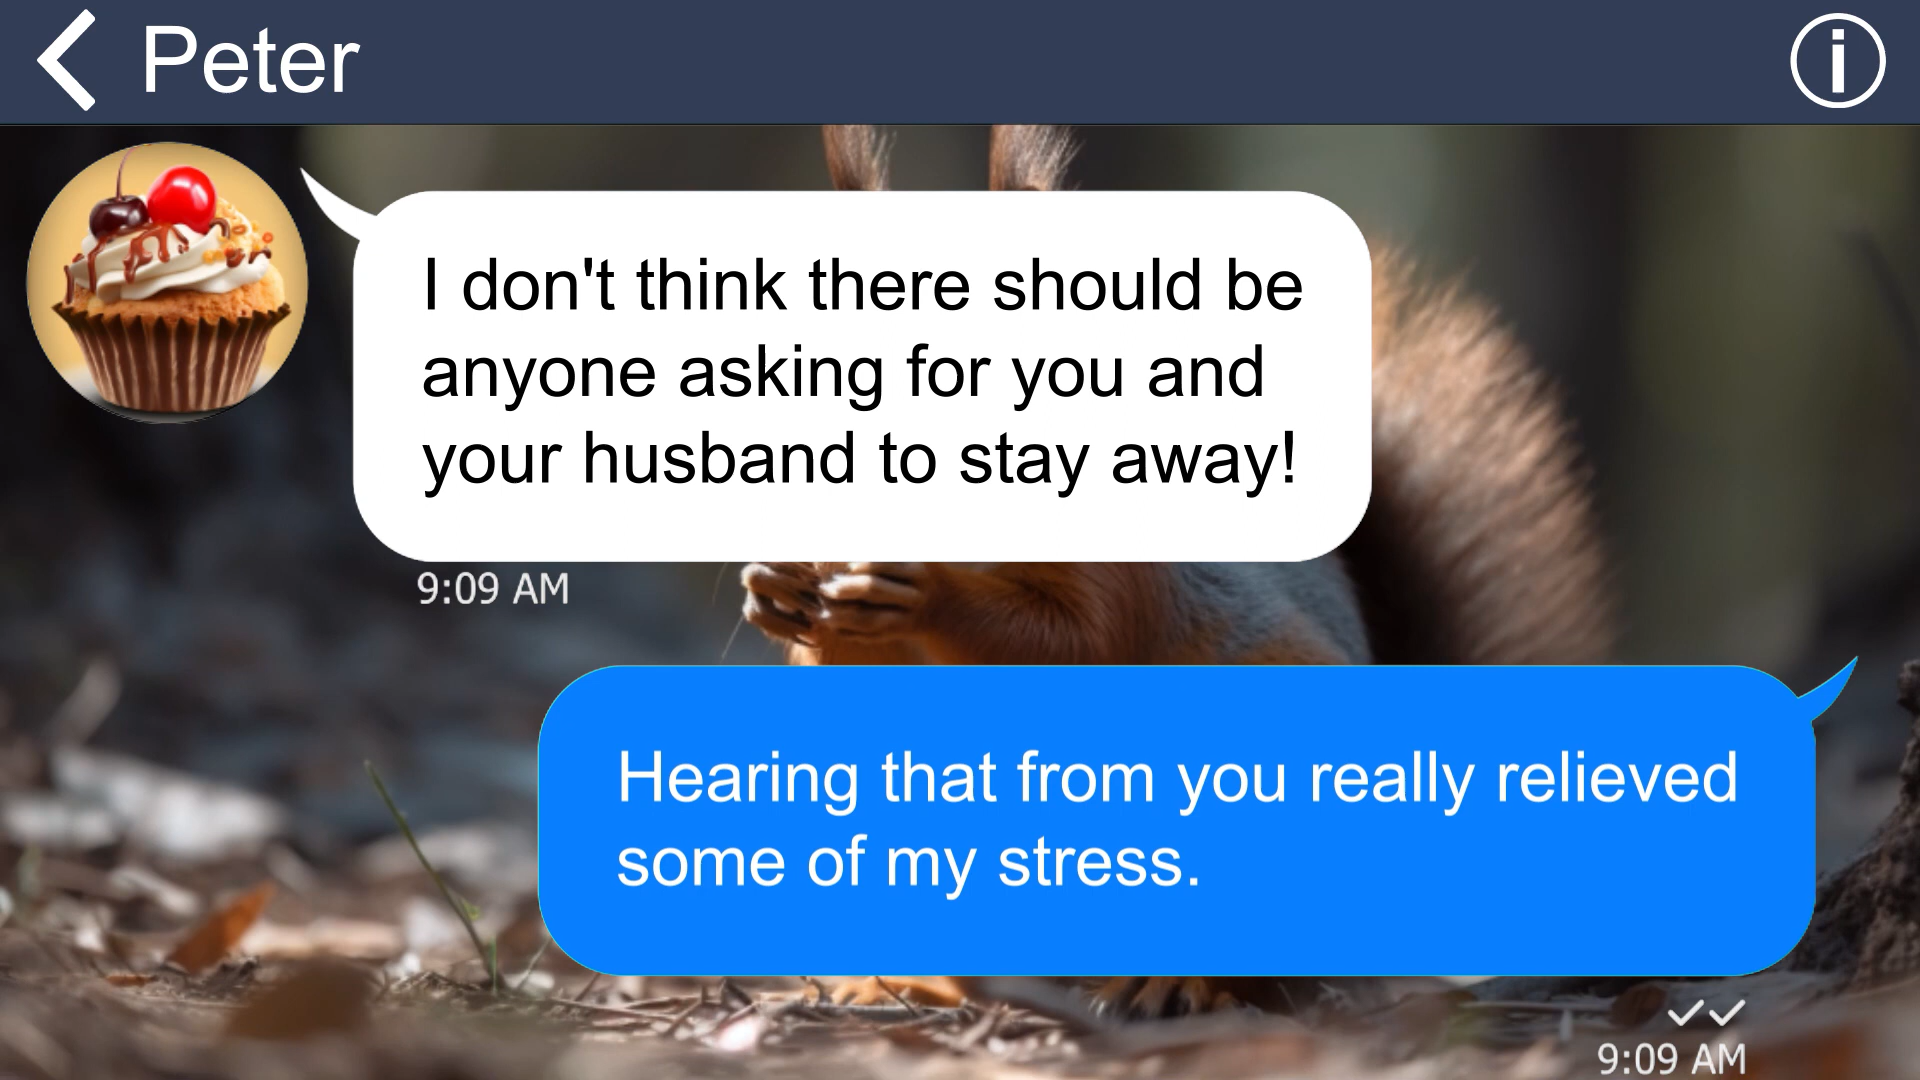 Peter
I don't think there should be
anyone asking for you and
your husband to stay away!
9:09 AM
Hearing that from you really relieved
some of my stress.
9:09 AM